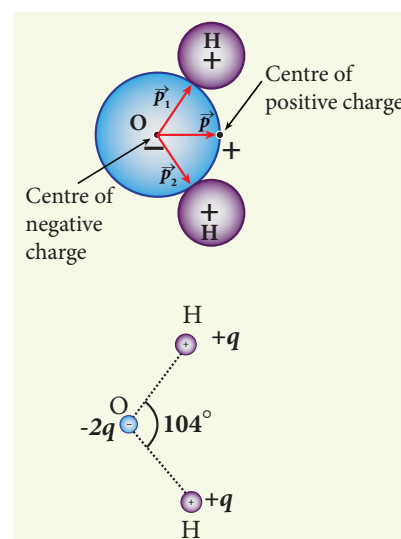 H
+
Centre of
positive charge
p⃗₁
O
p⃗
−
+
p⃗₂
Centre of
negative
charge
+
H
H
+q
+
O
-2q
-
104°
+
+q
H